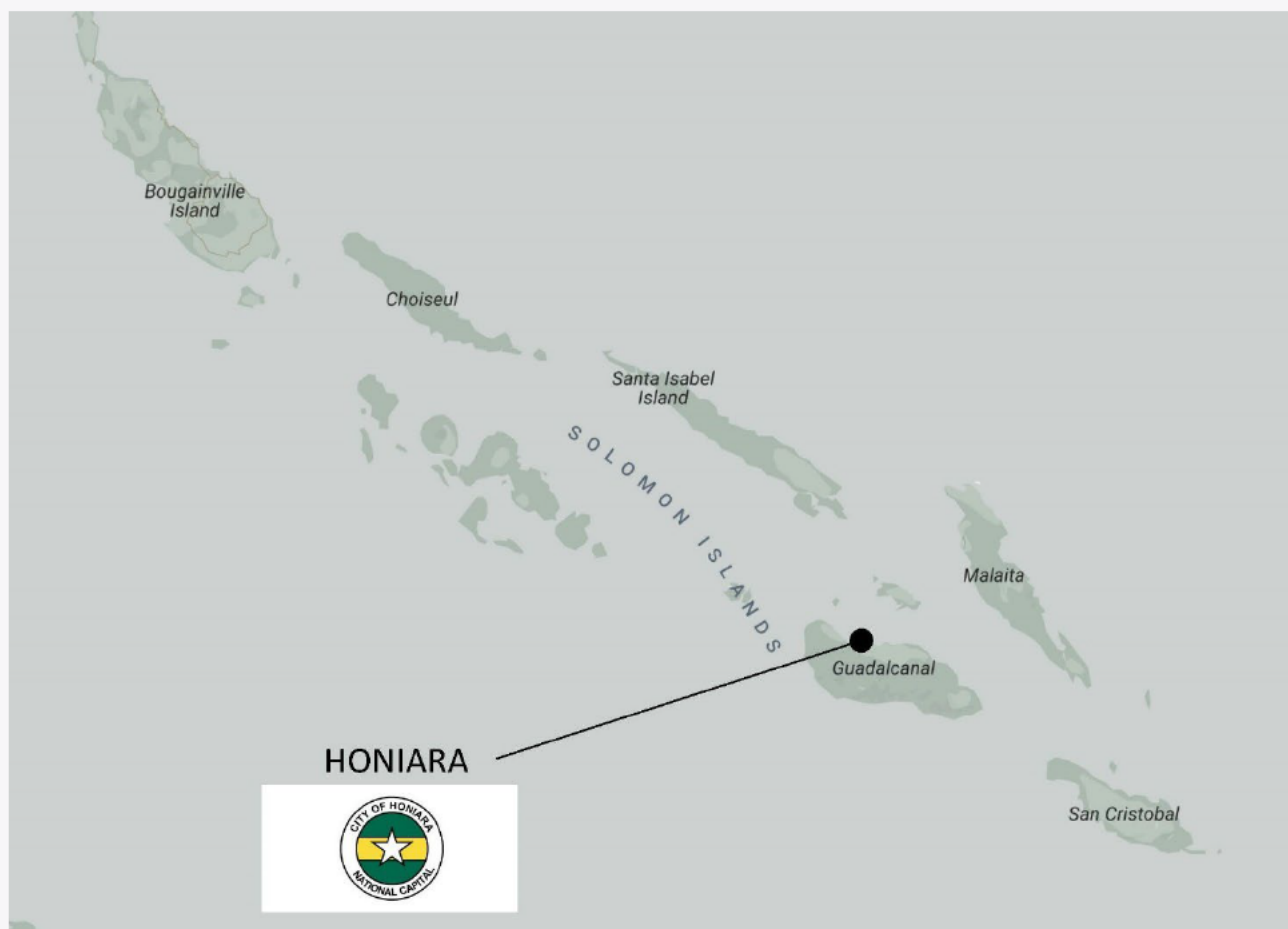 Bougainville
Island
Choiseul
Santa Isabel
Island
SOLOMON ISLANDS
Malaita
Guadalcanal
HONIARA
CITY OF HONIARA
NATIONAL CAPITAL
San Cristobal